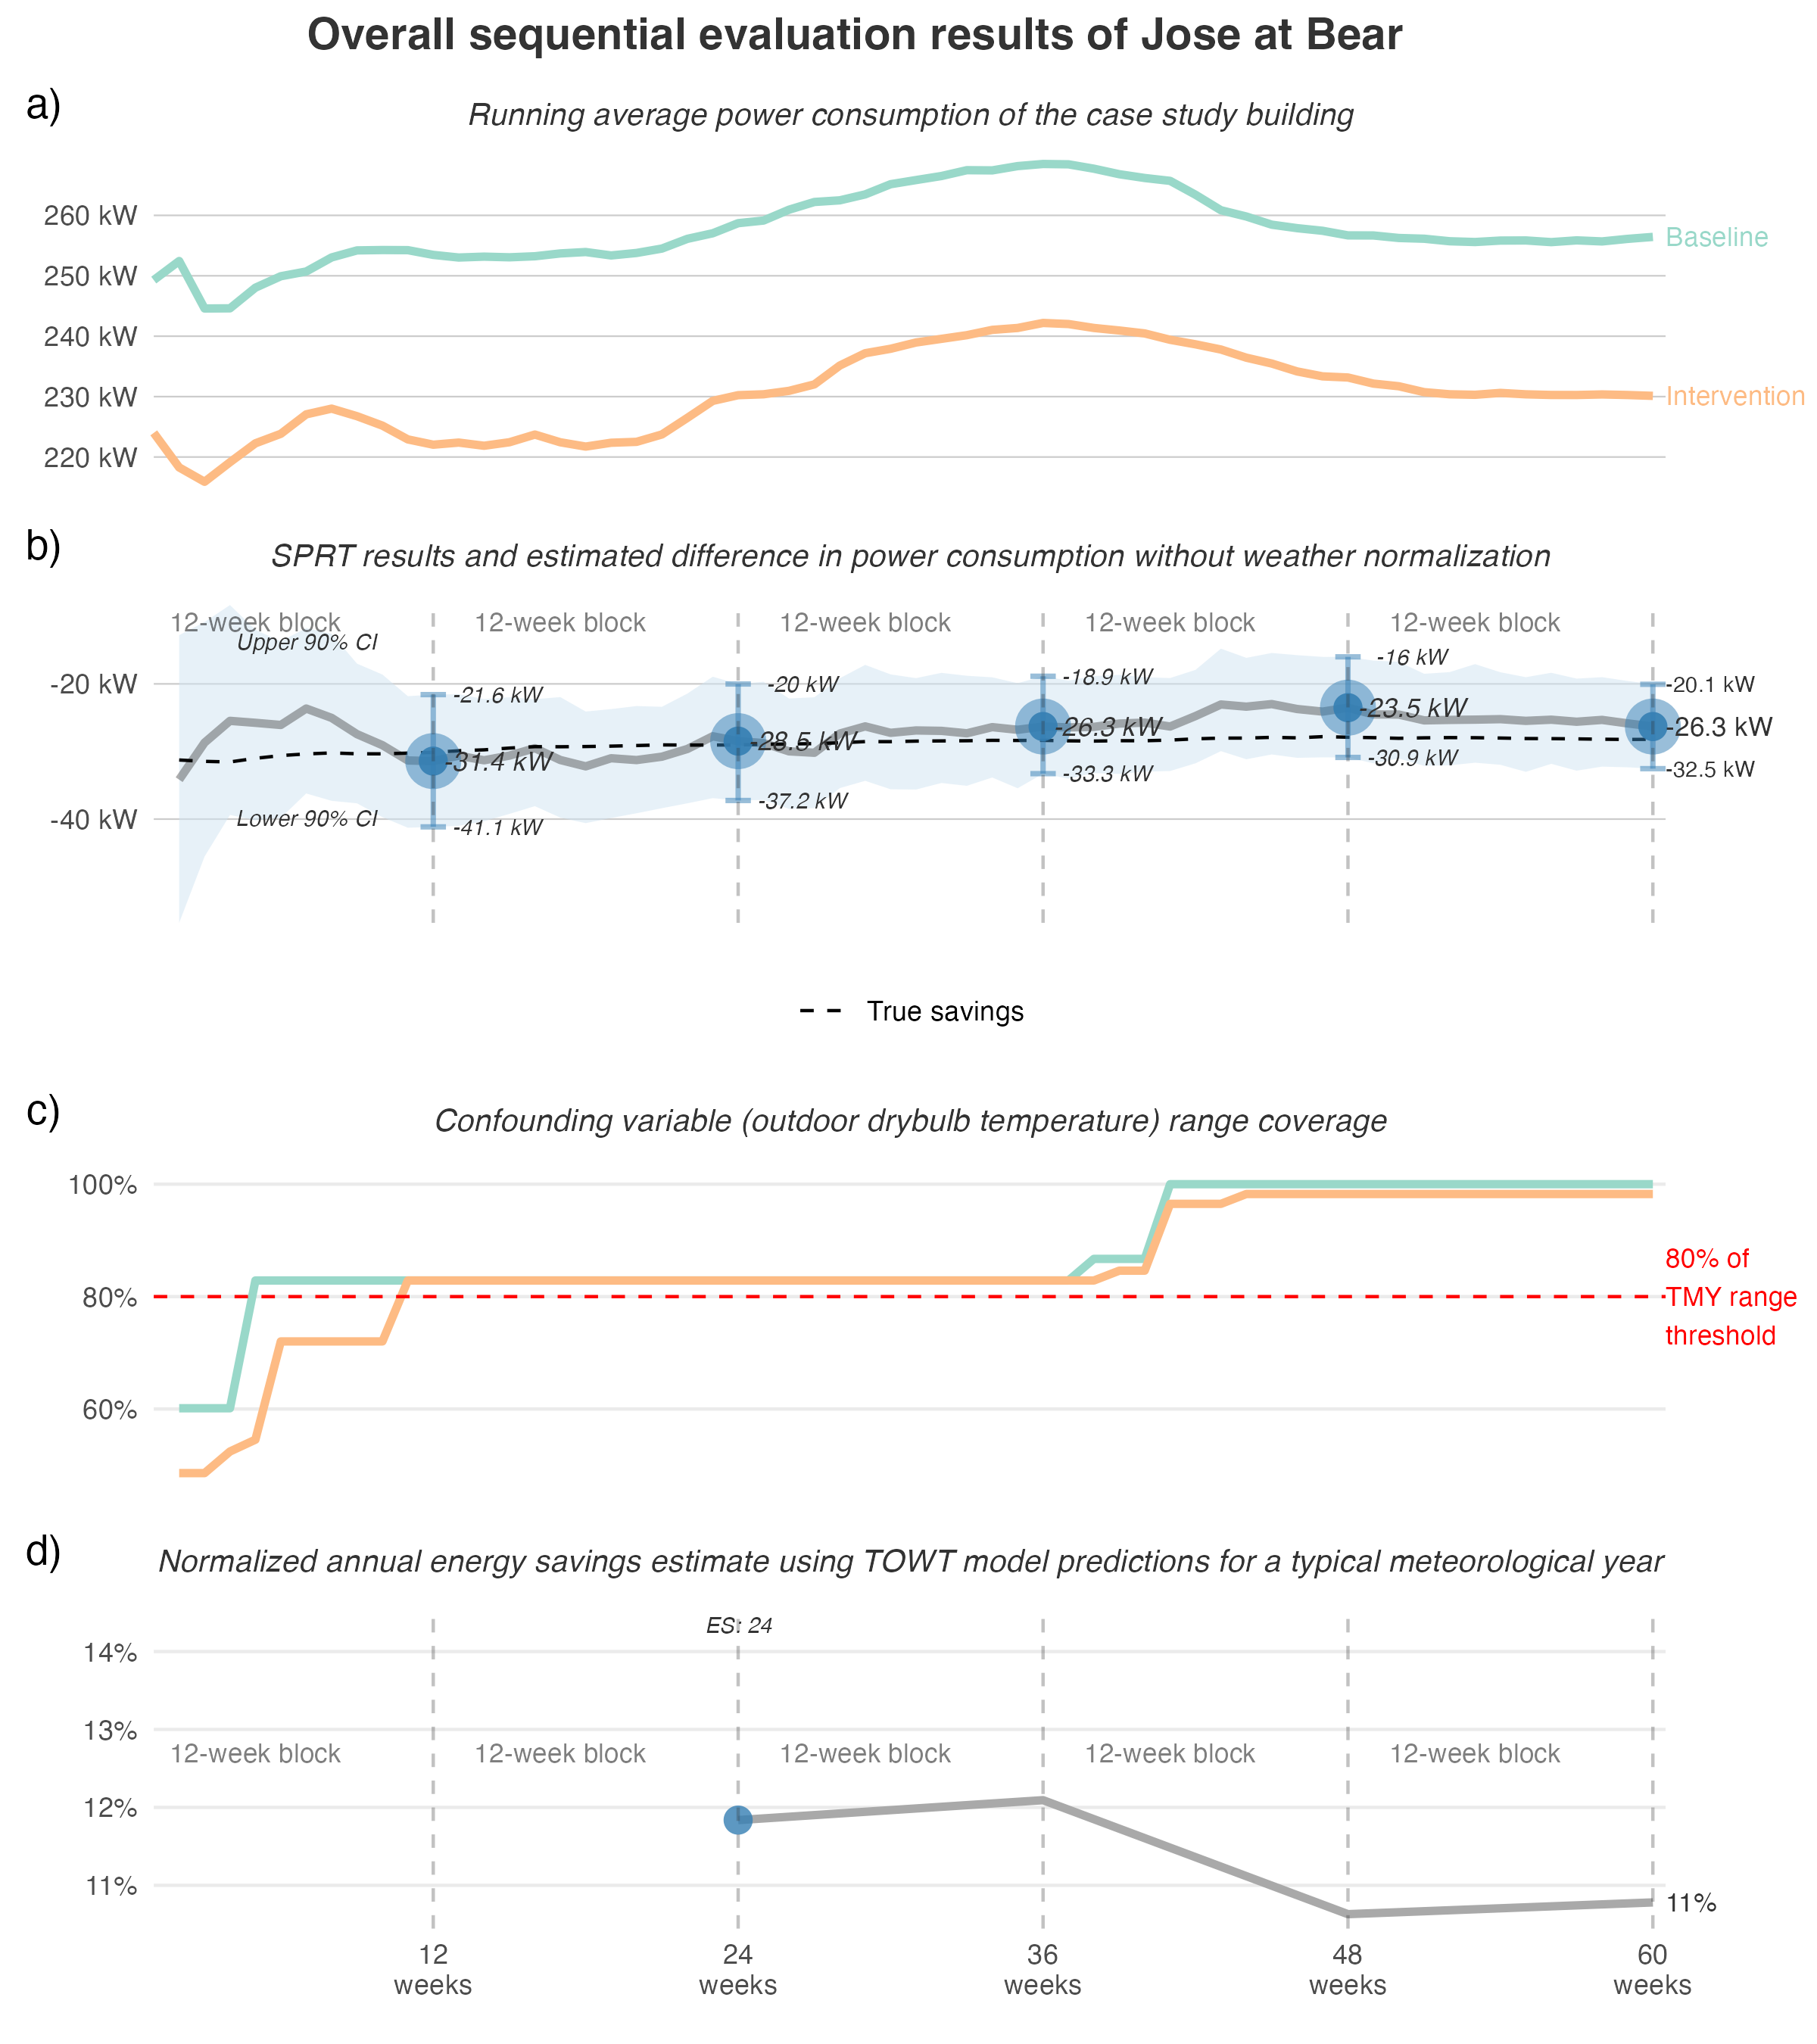 Overall sequential evaluation results of Jose at Bear
a)
Running average power consumption of the case study building
260 kW
250 kW
240 kW
230 kW
220 kW
Baseline
Intervention
b)
SPRT results and estimated difference in power consumption without weather normalization
12-week block
12-week block
12-week block
12-week block
12-week block
Upper 90% CI
Lower 90% CI
-20 kW
-40 kW
-21.6 kW
-31.4 kW
-41.1 kW
-20 kW
-28.5 kW
-37.2 kW
-18.9 kW
-26.3 kW
-33.3 kW
-16 kW
-23.5 kW
-30.9 kW
-20.1 kW
-26.3 kW
-32.5 kW
True savings
c)
Confounding variable (outdoor drybulb temperature) range coverage
100%
80%
60%
80% of
TMY range
threshold
d)
Normalized annual energy savings estimate using TOWT model predictions for a typical meteorological year
ES: 24
14%
13%
12%
11%
12-week block
12-week block
12-week block
12-week block
12-week block
11%
12
weeks
24
weeks
36
weeks
48
weeks
60
weeks